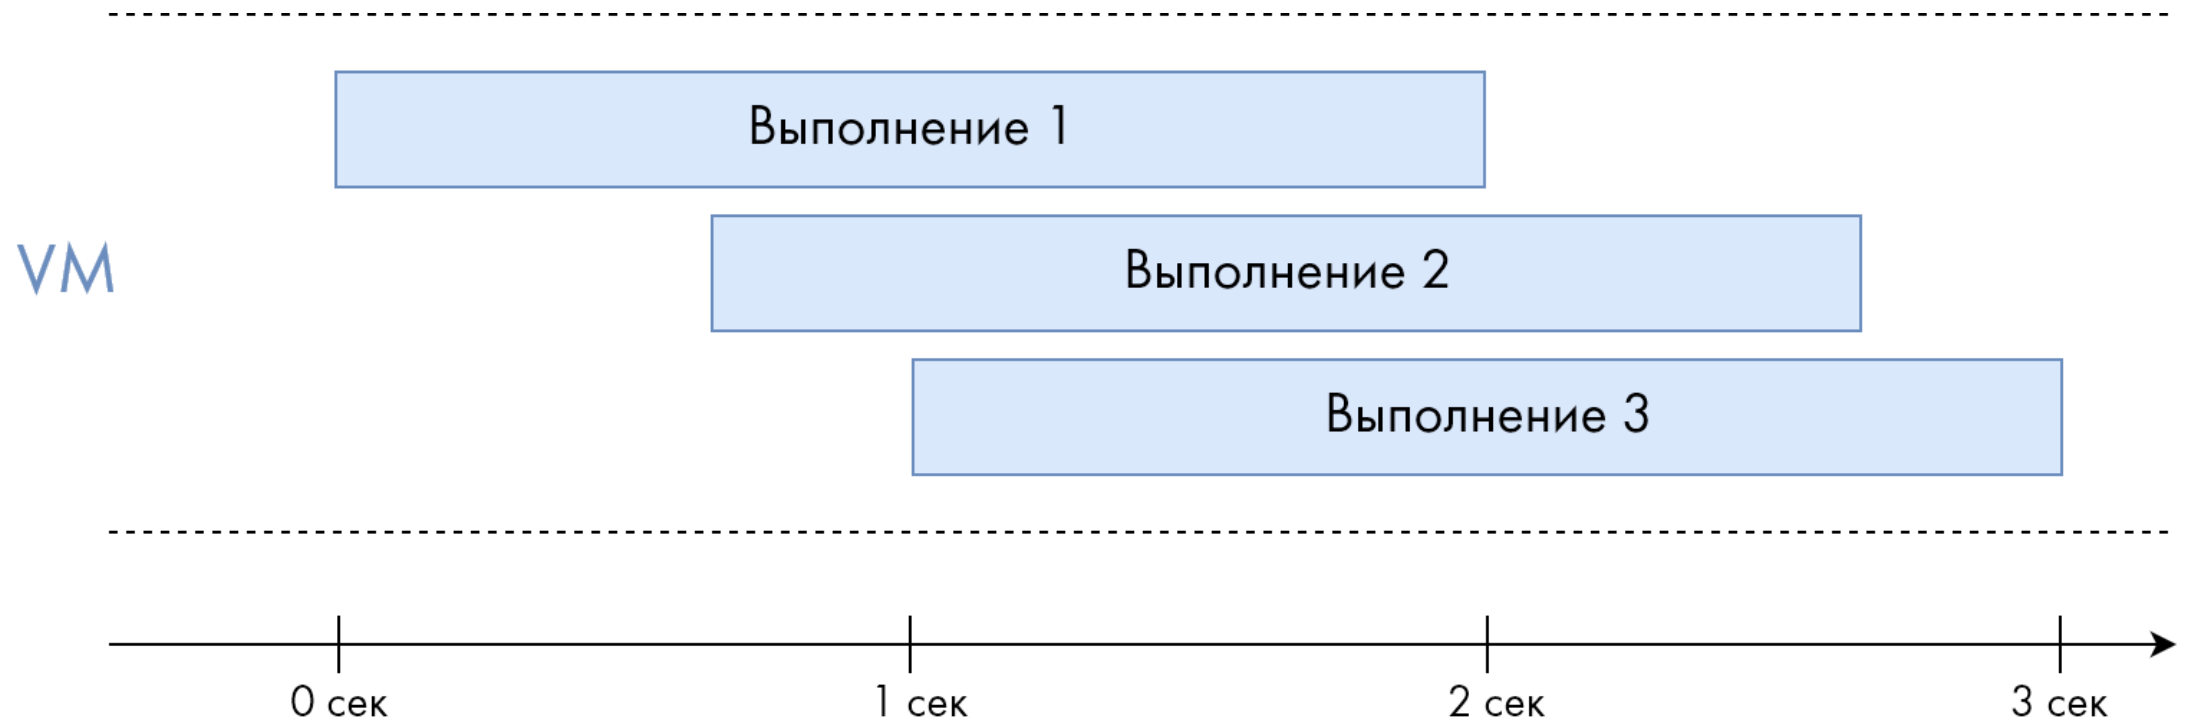 Выполнение 1
VM
Выполнение 2
Выполнение 3
0 сек
1 сек
2 сек
3 сек